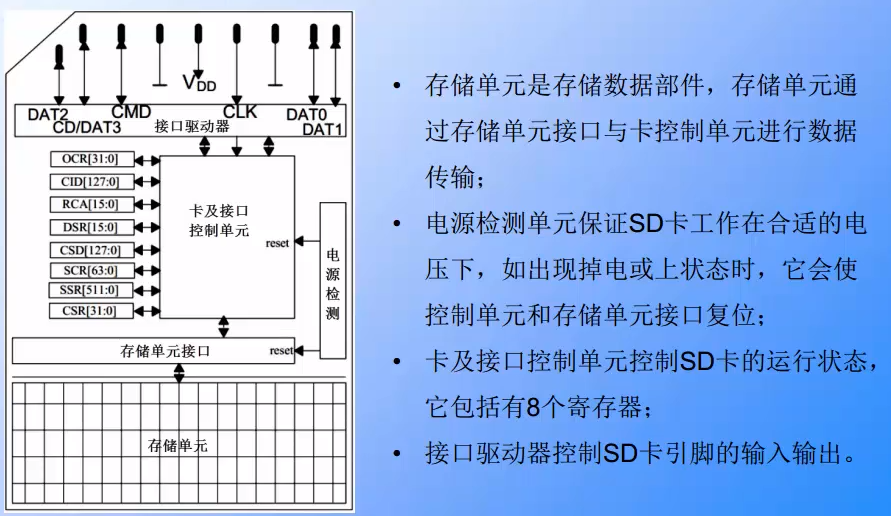 VDD
DAT2
CD/DAT3
CMD
CLK
DAT0
DAT1
接口驱动器
OCR[31:0]
CID[127:0]
RCA[15:0]
DSR[15:0]
CSD[127:0]
SCR[63:0]
SSR[511:0]
CSR[31:0]
卡及接口
控制单元
reset
电源检测
存储单元接口
reset
存储单元
• 存储单元是存储数据部件，存储单元通
过存储单元接口与卡控制单元进行数据
传输；
• 电源检测单元保证SD卡工作在合适的电
压下，如出现掉电或上状态时，它会使
控制单元和存储单元接口复位；
• 卡及接口控制单元控制SD卡的运行状态，
它包括有8个寄存器；
• 接口驱动器控制SD卡引脚的输入输出。